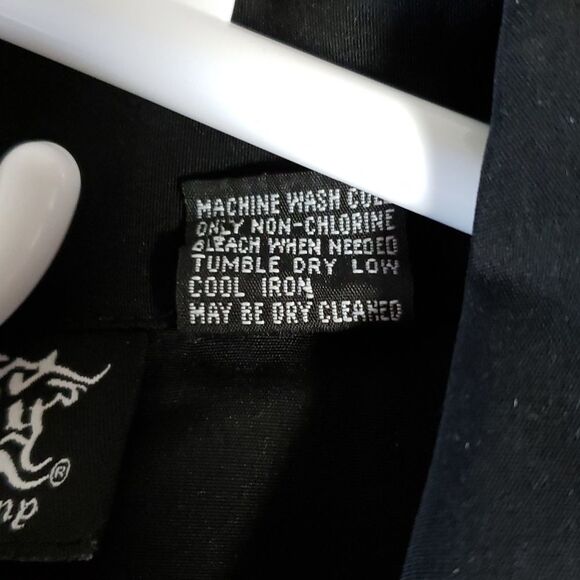 MACHINE WASH
ONLY NON-CHLORINE
BLEACH WHEN NEEDED
TUMBLE DRY LOW
COOL IRON
MAY BE DRY CLEANED
®